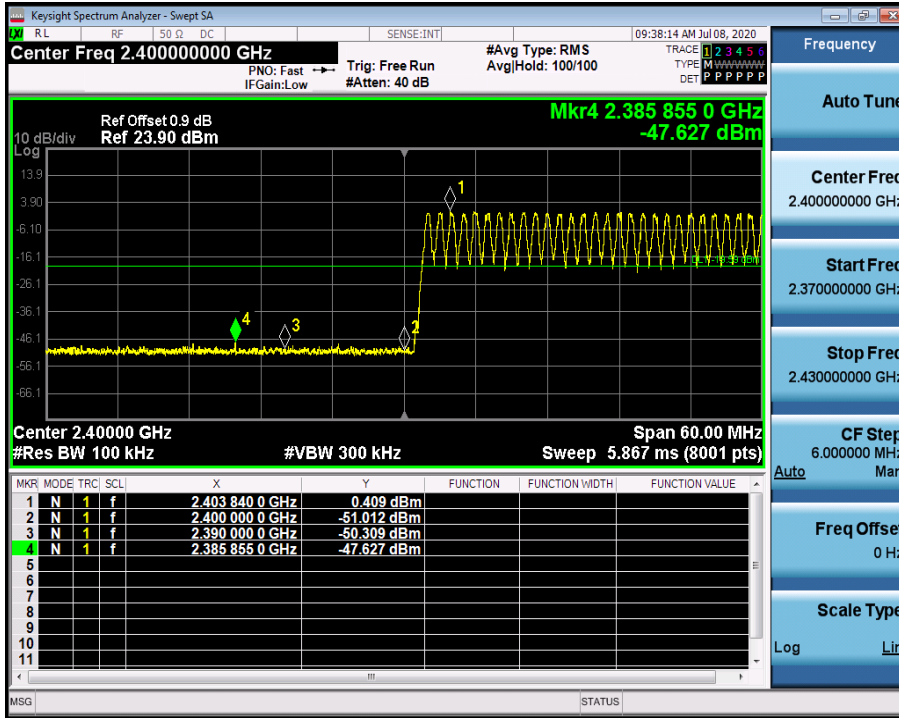 Keysight Spectrum Analyzer - Swept SA
LXI RL RF 50 Ω DC SENSE:INT 09:38:14 AM Jul 08, 2020
Center Freq 2.400000000 GHz
PNO: Fast
IFGain:Low
Trig: Free Run
#Atten: 40 dB
#Avg Type: RMS
Avg|Hold: 100/100
TRACE 1 2 3 4 5 6
TYPE M WWWWW
DET P P P P P P
Mkr4 2.385 855 0 GHz
-47.627 dBm
10 dB/div
Log
Ref Offset 0.9 dB
Ref 23.90 dBm
13.9
3.90
-6.10
-16.1
-26.1
-36.1
-46.1
-56.1
-66.1
1
2
3
4
Center 2.40000 GHz
#Res BW 100 kHz
#VBW 300 kHz
Span 60.00 MHz
Sweep 5.867 ms (8001 pts)
MKR MODE TRC SCL X Y FUNCTION FUNCTION WIDTH FUNCTION VALUE
1 N 1 f 2.403 840 0 GHz 0.409 dBm
2 N 1 f 2.400 000 0 GHz -51.012 dBm
3 N 1 f 2.390 000 0 GHz -50.309 dBm
4 N 1 f 2.385 855 0 GHz -47.627 dBm
5
6
7
8
9
10
11
MSG STATUS
Frequency
Auto Tune
Center Freq
2.400000000 GHz
Start Freq
2.370000000 GHz
Stop Freq
2.430000000 GHz
CF Step
6.000000 MHz
Auto Man
Freq Offset
0 Hz
Scale Type
Log Lin